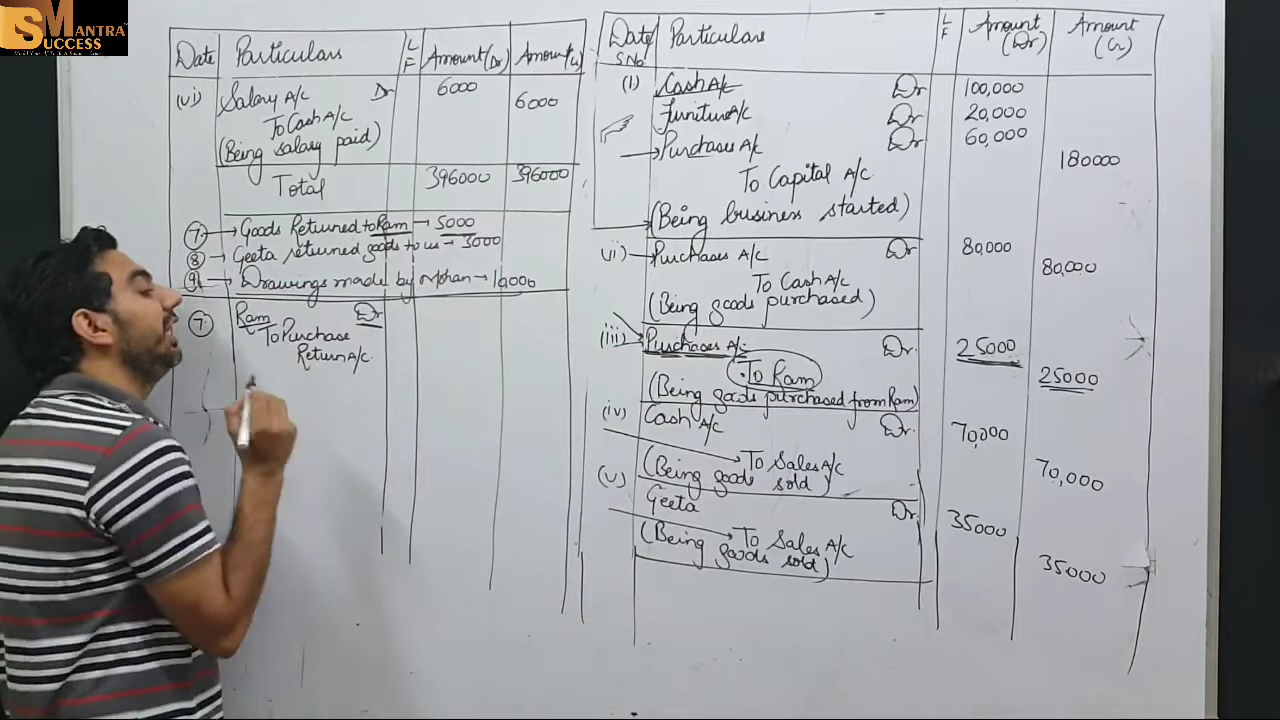 SMANTRA
SUCCESS
Date Particulars LF Amount(Dr) Amount(Cr)
(vi) Salary A/c Dr 6000
To Cash A/c 6000
(Being salary paid)
Total 396000 396000
7 → Goods Returned to Ram → 5000
8 → Geeta returned goods to us → 3000
9 → Drawings made by Mohan → 10000
7 Ram Dr
To Purchase
Return A/c
Date Particulars LF Amount (Dr) Amount (Cr)
S.No
(i) Cash A/c Dr 100,000
Furniture A/c Dr 20,000
Purchase A/c Dr 60,000
To Capital A/c 180000
(Being business started)
(ii) Purchases A/c Dr 80,000
To Cash A/c 80,000
(Being goods purchased)
(iii) Purchases A/c Dr. 25000
To Ram 25000
(Being goods purchased from Ram)
(iv) Cash A/c Dr. 70,000
To Sales A/c 70,000
(Being goods sold)
(v) Geeta Dr. 35000
To Sales A/c 35000
(Being goods sold)